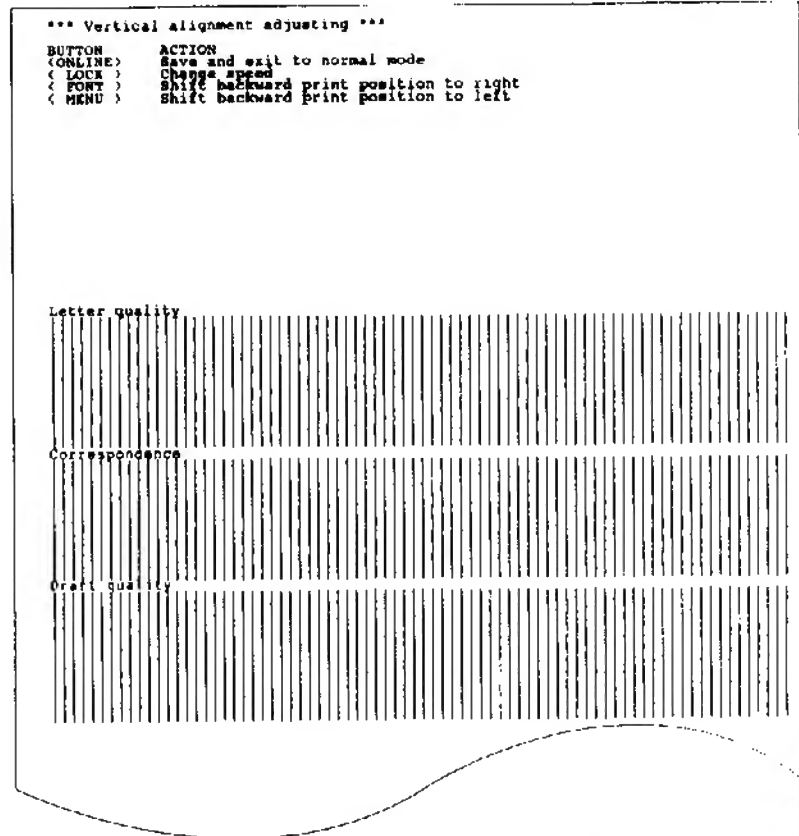 *** Vertical alignment adjusting ***
BUTTON ACTION
<ONLINE> Save and exit to normal mode
< LOCK > Change speed
< FONT > Shift backward print position to right
< MENU > Shift backward print position to left
Letter quality
Correspondence
Draft quality